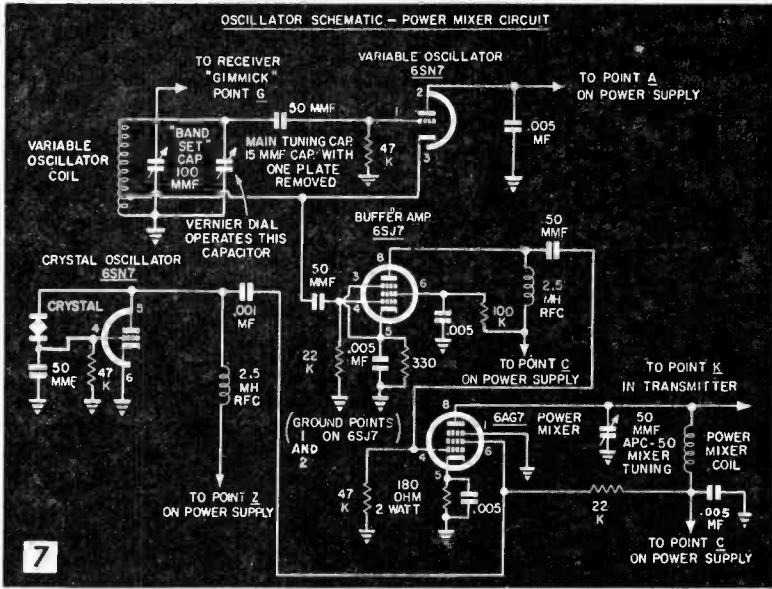 OSCILLATOR SCHEMATIC – POWER MIXER CIRCUIT
TO RECEIVER
"GIMMICK"
POINT G
VARIABLE OSCILLATOR
6SN7
TO POINT A
ON POWER SUPPLY
2
50 MMF
1
.005
MF
VARIABLE
OSCILLATOR
COIL
"BAND
SET"
CAP
100
MMF
MAIN TUNING CAP.
15 MMF CAP. WITH
ONE PLATE
REMOVED
47
K
3
VERNIER DIAL
OPERATES THIS
CAPACITOR
BUFFER AMP.
6SJ7
50
MMF
CRYSTAL OSCILLATOR
6SN7
8
50
MMF
3
4
6
2.5
MH
RFC
CRYSTAL
5
.001
MF
100
K
4
.005
5
50
MMF
47
K
6
2.5
MH
RFC
22
K
.005
MF
330
TO POINT C
ON POWER SUPPLY
TO POINT K
IN TRANSMITTER
(GROUND POINTS
1
AND
2
ON 6SJ7)
8
6AG7
POWER
MIXER
1
6
4
50
MMF
APC-50
MIXER
TUNING
POWER
MIXER
COIL
TO POINT Z
ON POWER SUPPLY
47
K
180
OHM
2 WATT
5
.005
22
K
.005
MF
TO POINT C
ON POWER SUPPLY
7